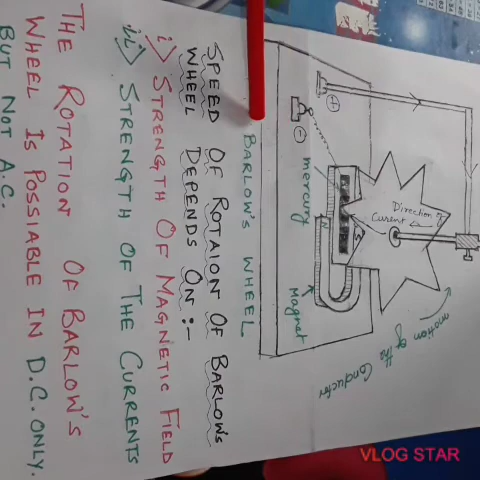 +
-
mercury
N
S
Direction of
Current
Magnet
motion of the Conductor
BARLOW'S WHEEL
SPEED OF ROTAION OF BARLOW'S
WHEEL DEPENDS ON :-
i) STRENGTH OF MAGNETIC FIELD
ii) STRENGTH OF THE CURRENTS
THE ROTATION OF BARLOW'S
WHEEL IS POSSIABLE IN D.C. ONLY.
BUT NOT A.C.
VLOG STAR